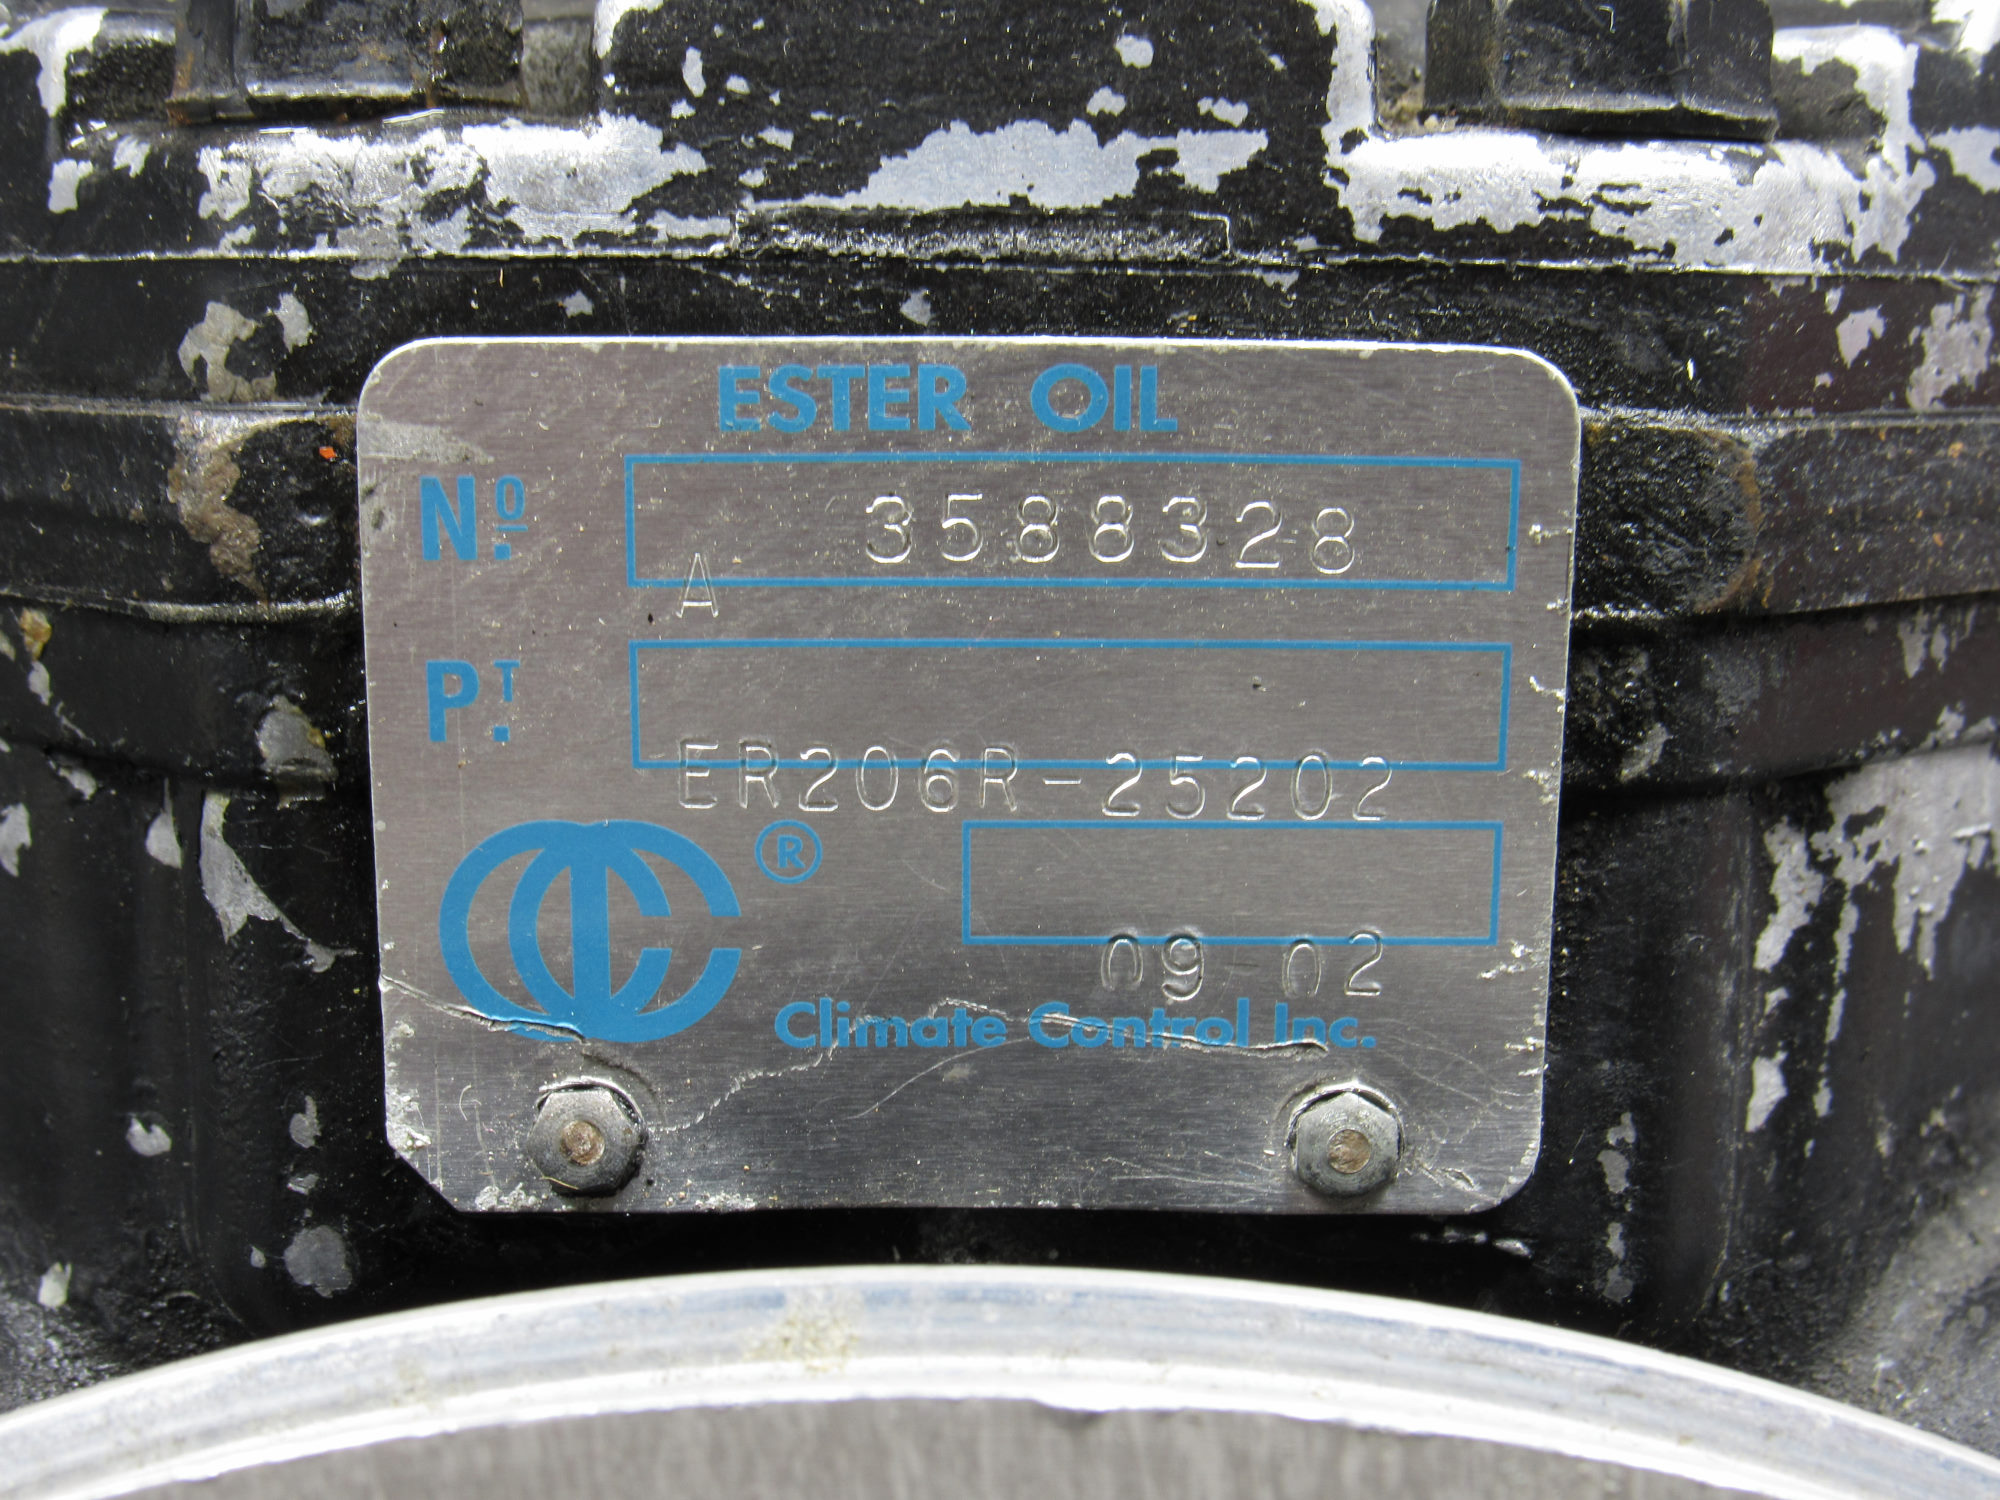 ESTER OIL
Nº. 3588328
A
PT.
ER206R-25202
®
09-02
Climate Control Inc.